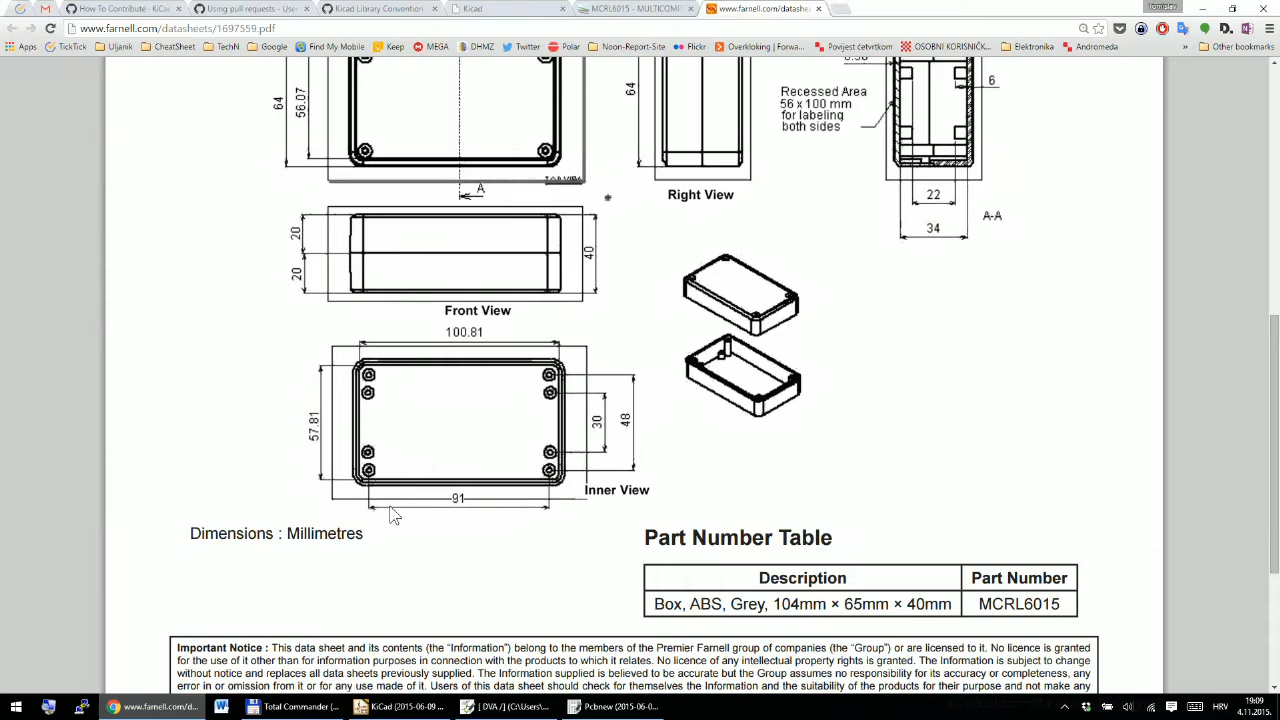 How To Contribute · KiCad
Using pull requests - User
Kicad Library Convention
Kicad
MCRL6015 - MULTICOMP
www.farnell.com/datashe
Tomislav
www.farnell.com/datasheets/1697559.pdf
Apps TickTick Uljanik CheatSheet TechN Google Find My Mobile Keep MEGA DHMZ Twitter Polar Noon-Report-Site Flickr Overkloking | Forwa... Povijest četvrtkom OSOBNI KORISNIČK... Elektronika Andromeda » Other bookmarks
64
56.07
64
Recessed Area
56 x 100 mm
for labeling
both sides
6
A
Right View
22
A-A
34
20
20
40
Front View
100.81
57.81
30
48
91
Inner View
Dimensions : Millimetres
Part Number Table
Description Part Number
Box, ABS, Grey, 104mm × 65mm × 40mm MCRL6015
Important Notice : This data sheet and its contents (the “Information”) belong to the members of the Premier Farnell group of companies (the “Group”) or are licensed to it. No licence is granted
for the use of it other than for information purposes in connection with the products to which it relates. No licence of any intellectual property rights is granted. The Information is subject to change
without notice and replaces all data sheets previously supplied. The Information supplied is believed to be accurate but the Group assumes no responsibility for its accuracy or completeness, any
error in or omission from it or for any use made of it. Users of this data sheet should check for themselves the Information and the suitability of the products for their purpose and not make any
www.farnell.com/d...
Total Commander (...
KiCad (2015-06-09 ...
[ DVA /] (C:\Users\...
Pcbnew (2015-06-0...
HRV
19:09
4.11.2015.